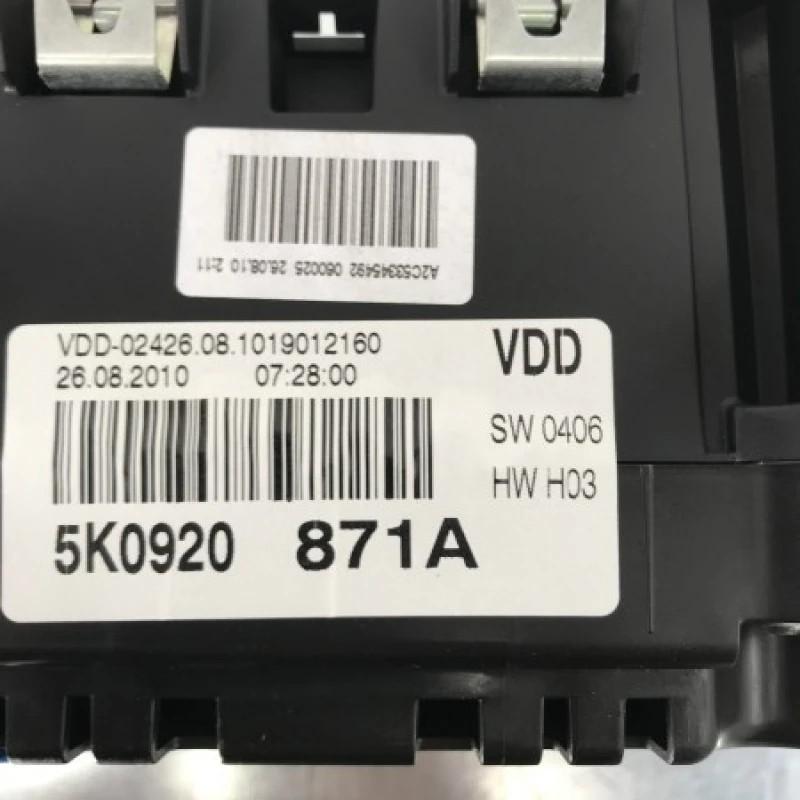 A2C53345492 060025 26.08.10 2:11
VDD-02426.08.1019012160
26.08.2010 07:28:00
VDD
SW 0406
HW H03
5K0920 871A